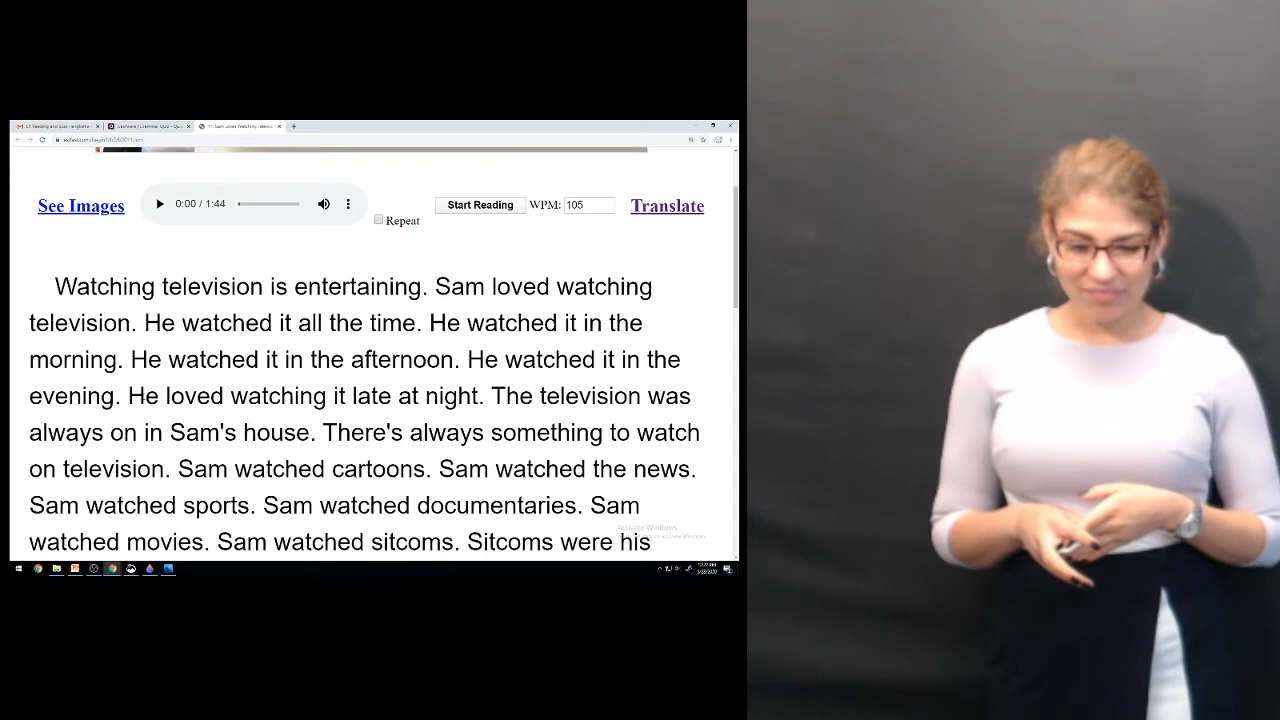 See Images
0:00 / 1:44
Repeat
Start Reading
WPM: 105
Translate
Watching television is entertaining. Sam loved watching
television. He watched it all the time. He watched it in the
morning. He watched it in the afternoon. He watched it in the
evening. He loved watching it late at night. The television was
always on in Sam's house. There's always something to watch
on television. Sam watched cartoons. Sam watched the news.
Sam watched sports. Sam watched documentaries. Sam
watched movies. Sam watched sitcoms. Sitcoms were his
Activate Windows